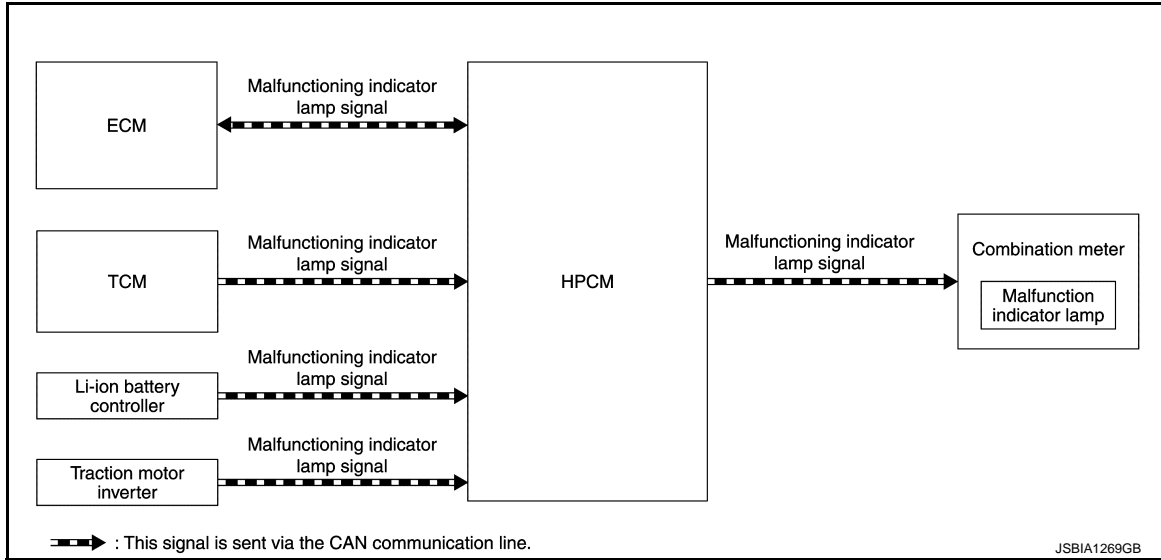 ECM
Malfunctioning indicator
lamp signal
TCM
Malfunctioning indicator
lamp signal
Li-ion battery
controller
Malfunctioning indicator
lamp signal
Traction motor
inverter
Malfunctioning indicator
lamp signal
HPCM
Malfunctioning indicator
lamp signal
Combination meter
Malfunction
indicator lamp
: This signal is sent via the CAN communication line.
JSBIA1269GB